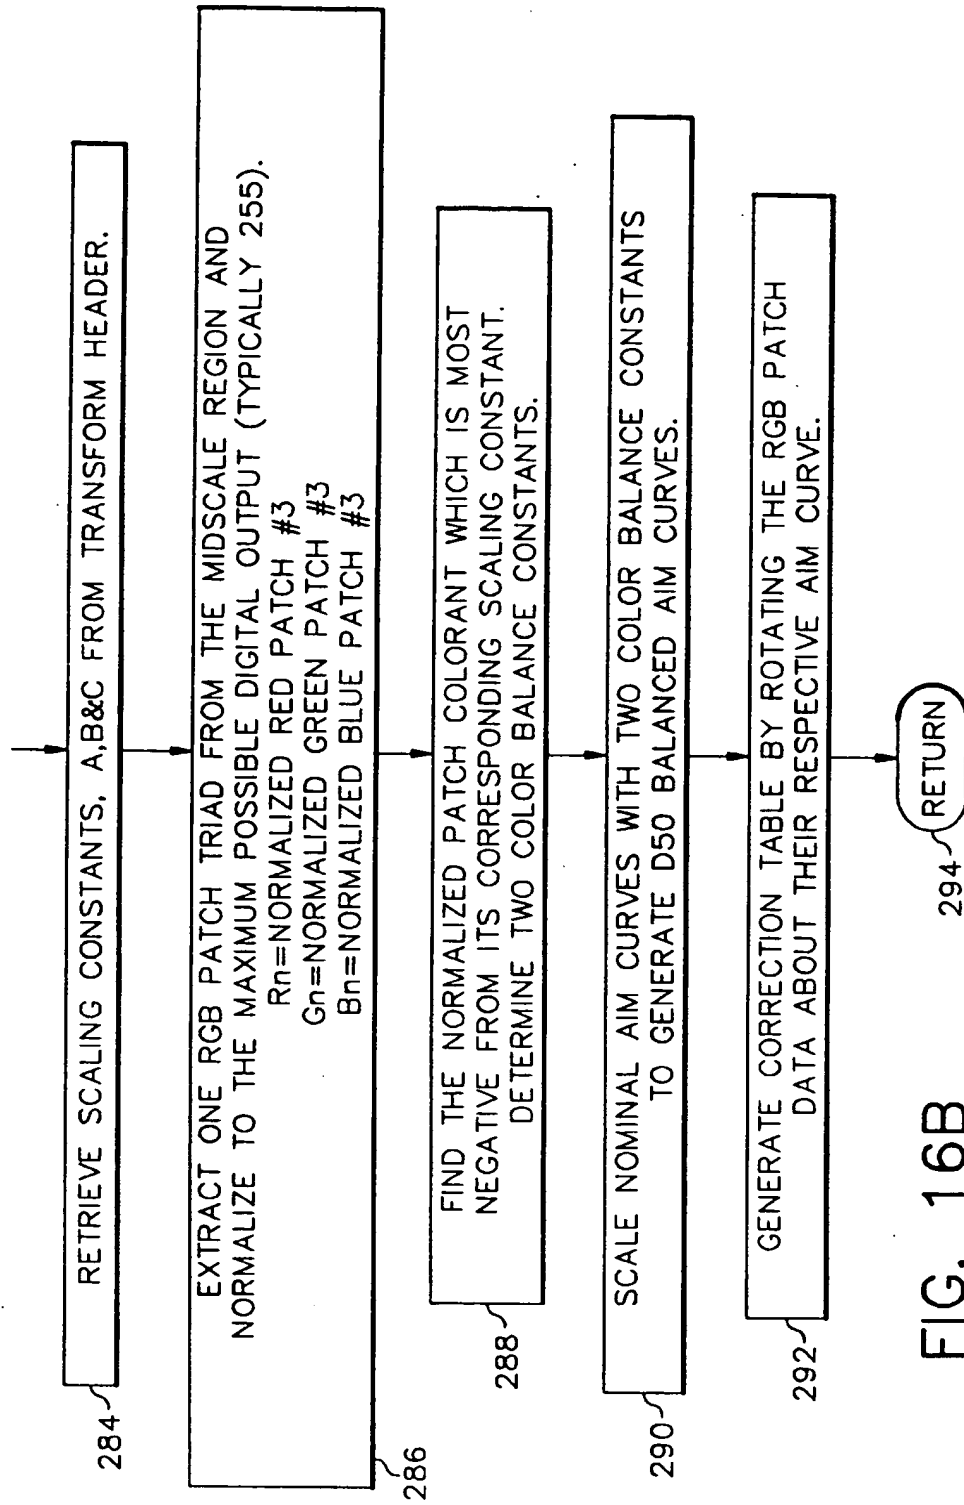 RETRIEVE SCALING CONSTANTS, A,B&C FROM TRANSFORM HEADER.
284
EXTRACT ONE RGB PATCH TRIAD FROM THE MIDSCALE REGION AND
NORMALIZE TO THE MAXIMUM POSSIBLE DIGITAL OUTPUT (TYPICALLY 255).
Rn=NORMALIZED RED PATCH #3
Gn=NORMALIZED GREEN PATCH #3
Bn=NORMALIZED BLUE PATCH #3
286
FIND THE NORMALIZED PATCH COLORANT WHICH IS MOST
NEGATIVE FROM ITS CORRESPONDING SCALING CONSTANT.
DETERMINE TWO COLOR BALANCE CONSTANTS.
288
SCALE NOMINAL AIM CURVES WITH TWO COLOR BALANCE CONSTANTS
TO GENERATE D50 BALANCED AIM CURVES.
290
GENERATE CORRECTION TABLE BY ROTATING THE RGB PATCH
DATA ABOUT THEIR RESPECTIVE AIM CURVE.
292
RETURN
294
FIG. 16B